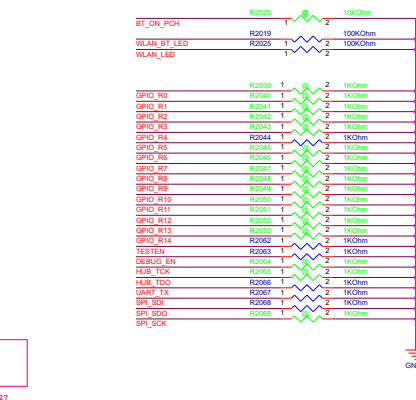 R2020 10KOhm
BT_ON_PCH 1 2
R2019 100KOhm
WLAN_BT_LED R2025 1 2 100KOhm
WLAN_LED 1 2
R2039 1 2 1KOhm
GPIO_R0 R2040 1 2 1KOhm
GPIO_R1 R2041 1 2 1KOhm
GPIO_R2 R2042 1 2 1KOhm
GPIO_R3 R2043 1 2 1KOhm
GPIO_R4 R2044 1 2 1KOhm
GPIO_R5 R2045 1 2 1KOhm
GPIO_R6 R2046 1 2 1KOhm
GPIO_R7 R2047 1 2 1KOhm
GPIO_R8 R2048 1 2 1KOhm
GPIO_R9 R2049 1 2 1KOhm
GPIO_R10 R2050 1 2 1KOhm
GPIO_R11 R2051 1 2 1KOhm
GPIO_R12 R2052 1 2 1KOhm
GPIO_R13 R2053 1 2 1KOhm
GPIO_R14 R2062 1 2 1KOhm
TESTEN R2063 1 2 1KOhm
DEBUG_EN R2064 1 2 1KOhm
HUB_TCK R2065 1 2 1KOhm
HUB_TDO R2066 1 2 1KOhm
UART_TX R2067 1 2 1KOhm
SPI_SDI R2068 1 2 1KOhm
SPI_SDO R2069 1 2 1KOhm
SPI_SCK
GN
27